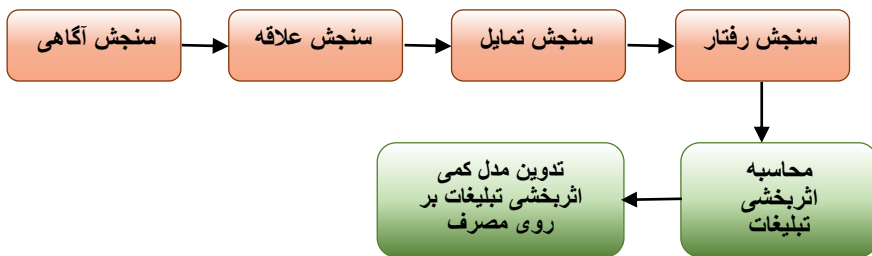 سنجش آگاهی
سنجش علاقه
سنجش تمایل
سنجش رفتار
محاسبه
اثربخشی
تبلیغات
تدوین مدل کمی
اثربخشی تبلیغات بر
روی مصرف